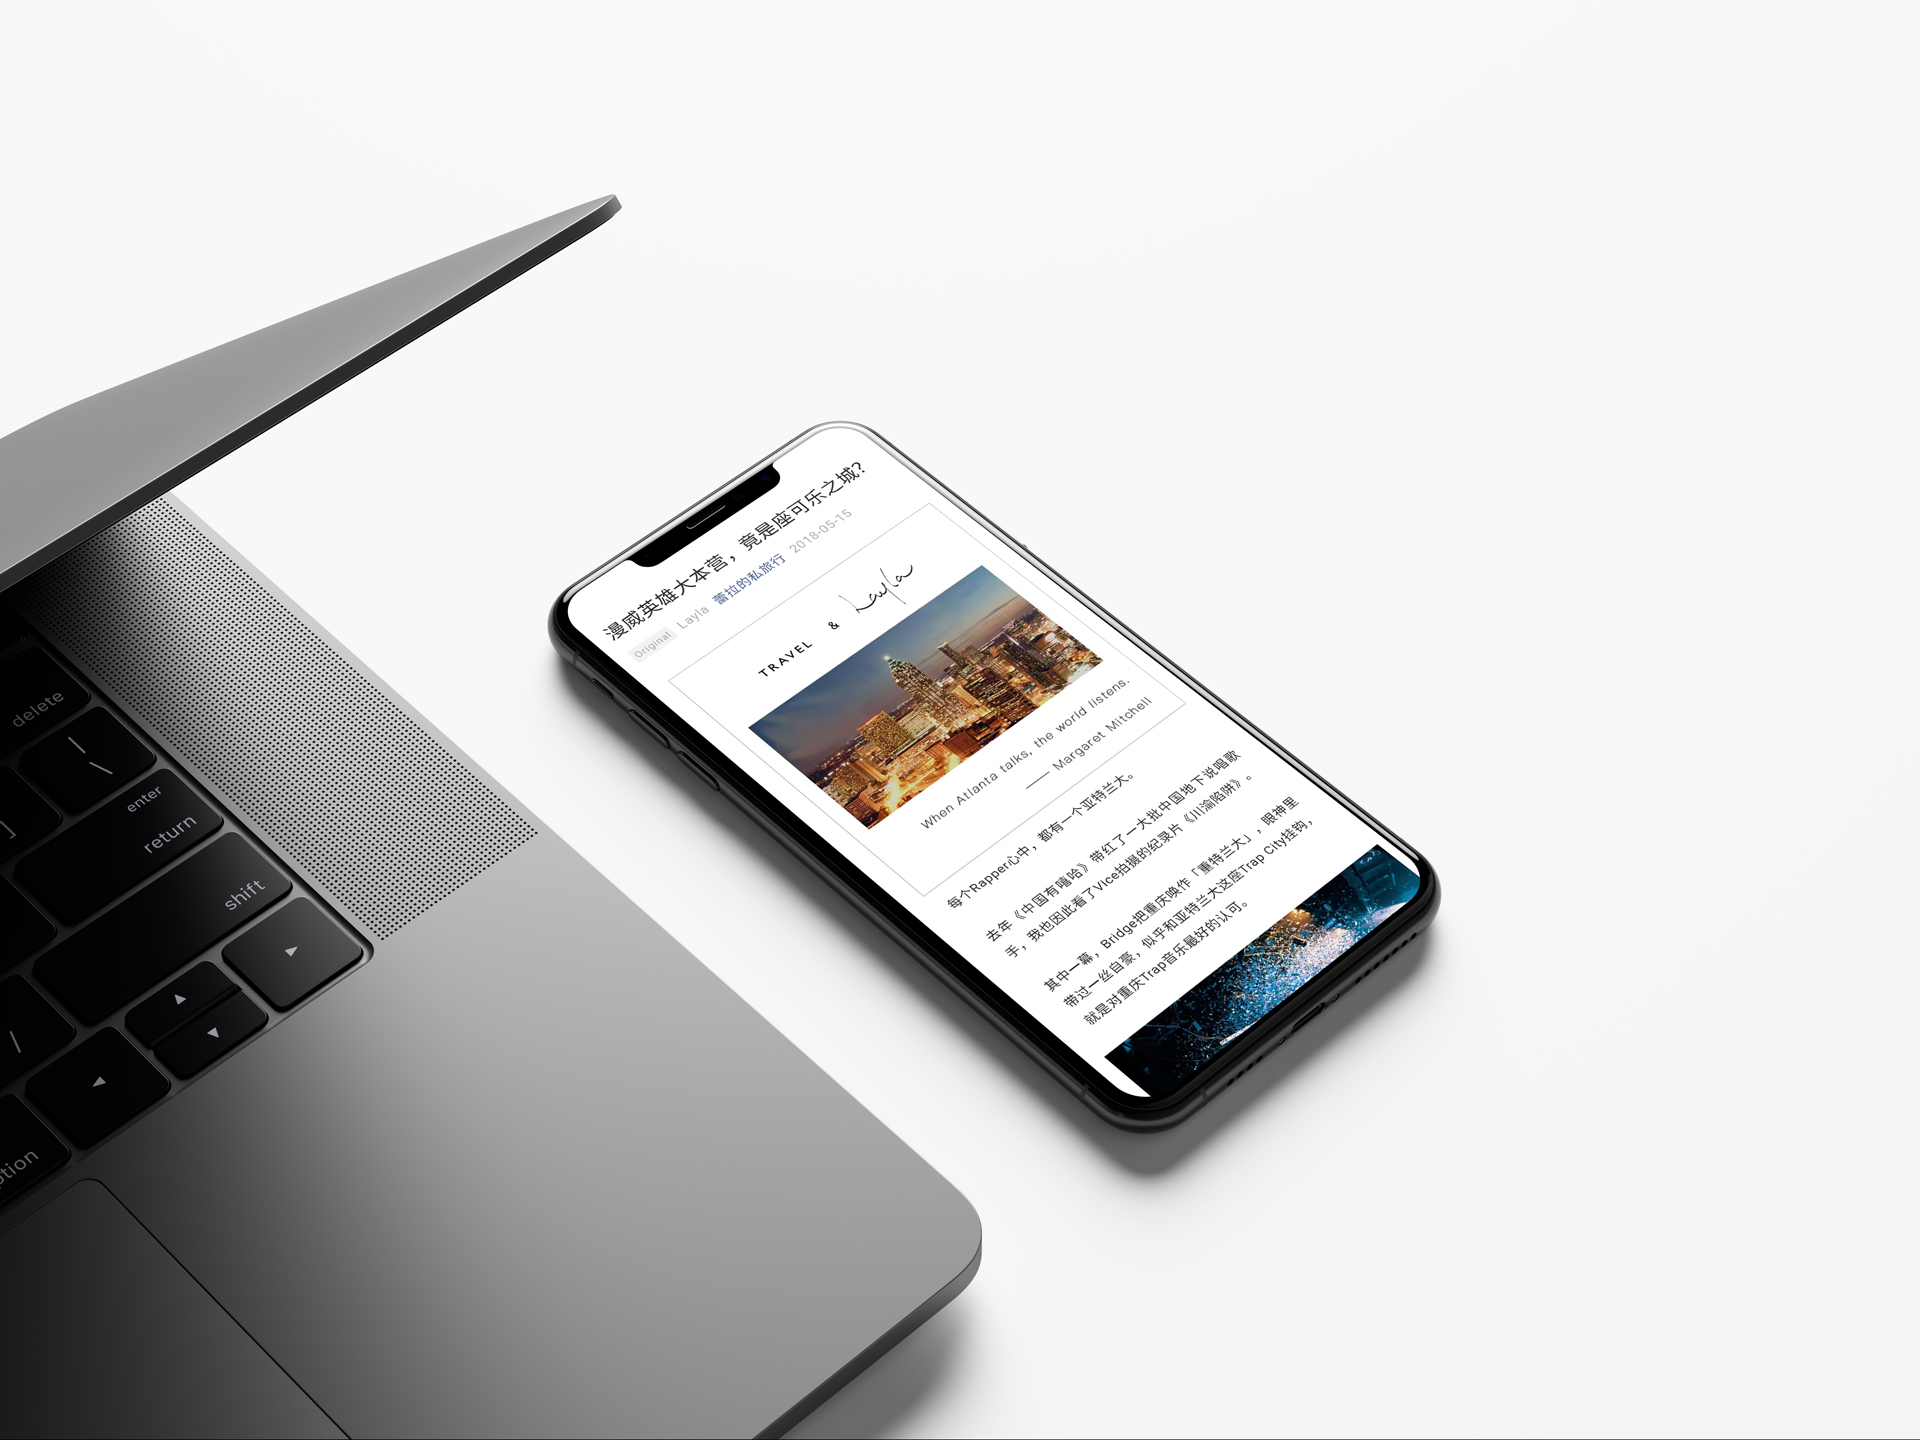 漫威英雄大本营，竟是座可乐之城？
Original Layla 蕾拉的私旅行 2018-05-15
TRAVEL & Layla
When Atlanta talks, the world listens.
—— Margaret Mitchell
每个Rapper心中，都有一个亚特兰大。
去年《中国有嘻哈》带红了一大批中国地下说唱歌
手，我也因此看了Vice拍摄的纪录片《川渝陷阱》。
其中一幕，Bridge把重庆唤作「重特兰大」，眼神里
带过一丝自豪，似乎和亚特兰大这座Trap City挂钩，
就是对重庆Trap音乐最好的认可。
delete
|
\
]
enter
return
shift
/
ption